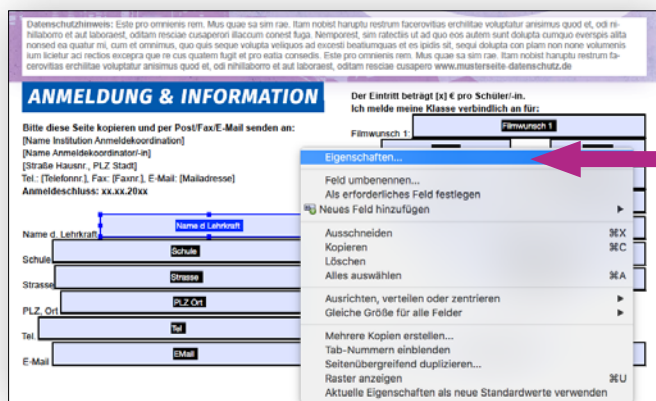 Datenschutzhinweis: Este pro omnienis rem. Mus quae sa sim rae. Itam nobist haruptu restrum facerovitias erchilitae voluptatur anisimus quod et, odi ni-
hillaborro et aut laboraest, oditam resciae cusaperori illaccum conest fuga. Nemporest, sim ratectis ut ad quo eos autem sunt dolupta cumquo everspis alita
nonsed ea quatur mi, cum et omnimus, quo quis seque volupta veliquos ad excesti beatiumquas et es ipidis sit, sequi dolupta con plam non none volumenis
ium licietur aci rectios excepra que re cus quatem fugit et pro eatia consedis. Este pro omnienis rem. Mus quae sa sim rae. Itam nobist haruptu restrum fa-
cerovitias erchilitae voluptatur anisimus quod et, odi nihillaborro et aut laboraest, oditam resciae cusapero www.musterseite-datenschutz.de
ANMELDUNG & INFORMATION
Bitte diese Seite kopieren und per Post/Fax/E-Mail senden an:
[Name Institution Anmeldekoordination]
[Name Anmeldekoordinator/-in]
[Straße Hausnr., PLZ Stadt]
Tel.: [Telefonnr.], Fax: [Faxnr.], E-Mail: [Mailadresse]
Anmeldeschluss: xx.xx.20xx
Name d. Lehrkraft Name d Lehrkraft
Schule Schule
Strasse Strasse
PLZ, Ort PLZ Ort
Tel. Tel
E-Mail EMail
Der Eintritt beträgt [x] € pro Schüler/-in.
Ich melde meine Klasse verbindlich an für:
Filmwunsch 1: Filmwunsch 1
Eigenschaften...
Feld umbenennen...
Als erforderliches Feld festlegen
Neues Feld hinzufügen
Ausschneiden ⌘X
Kopieren ⌘C
Löschen
Alles auswählen ⌘A
Ausrichten, verteilen oder zentrieren
Gleiche Größe für alle Felder
Mehrere Kopien erstellen...
Tab-Nummern einblenden
Seitenübergreifend duplizieren...
Raster anzeigen ⌘U
Aktuelle Eigenschaften als neue Standardwerte verwenden